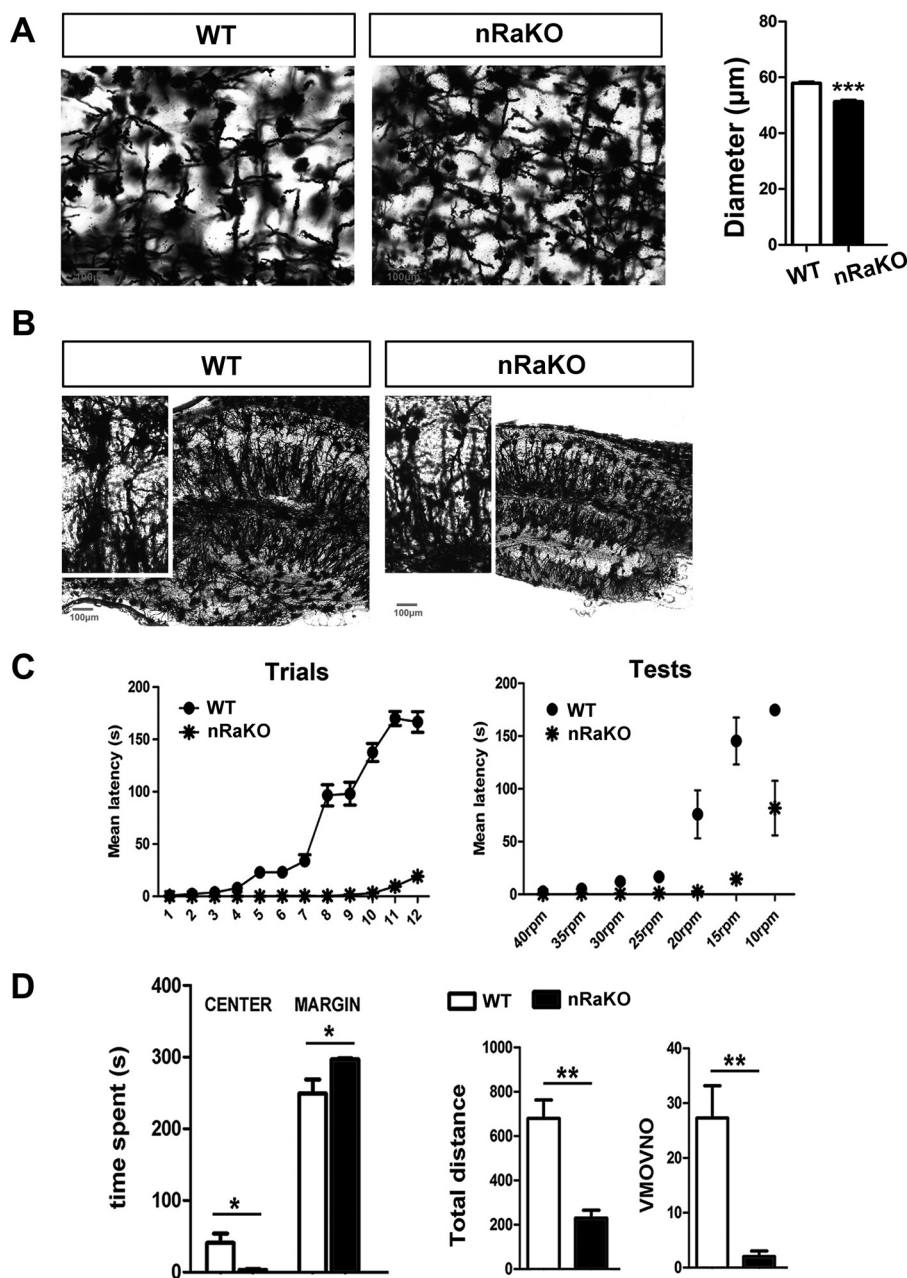 A
WT
nRaKO
100µm
100µm
Diameter (µm)
80
60
40
20
0
***
WT
nRaKO
B
WT
nRaKO
100µm
100µm
C
Trials
Mean latency (s)
200
150
100
50
0
WT
nRaKO
1 2 3 4 5 6 7 8 9 10 11 12
Tests
Mean latency (s)
200
150
100
50
0
WT
nRaKO
40rpm 35rpm 30rpm 25rpm 20rpm 15rpm 10rpm
D
time spent (s)
400
300
200
100
0
CENTER
MARGIN
*
*
WT
nRaKO
Total distance
1000
800
600
400
200
0
**
VMOVNO
40
30
20
10
0
**